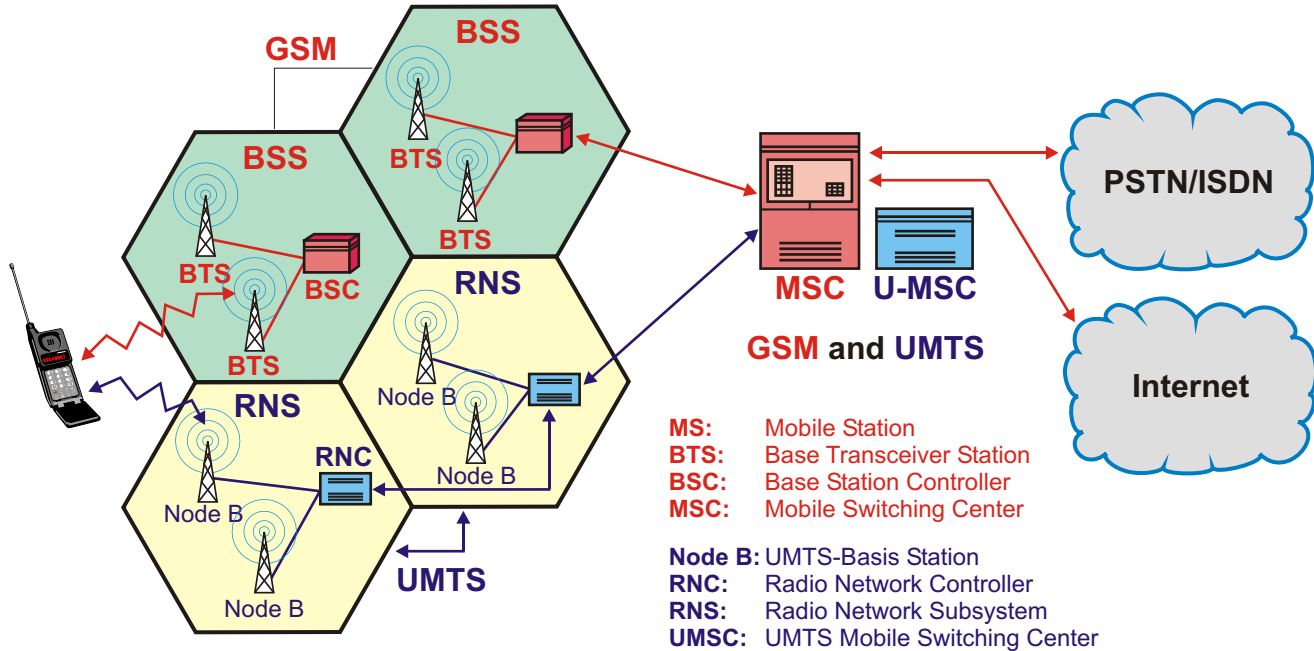 GSM
BSS
BTS
BTS
BSS
BTS
BTS
BSC
RNS
Node B
Node B
RNS
RNC
Node B
Node B
UMTS
MSC
U-MSC
GSM and UMTS
PSTN/ISDN
Internet
MS: Mobile Station
BTS: Base Transceiver Station
BSC: Base Station Controller
MSC: Mobile Switching Center
Node B: UMTS-Basis Station
RNC: Radio Network Controller
RNS: Radio Network Subsystem
UMSC: UMTS Mobile Switching Center